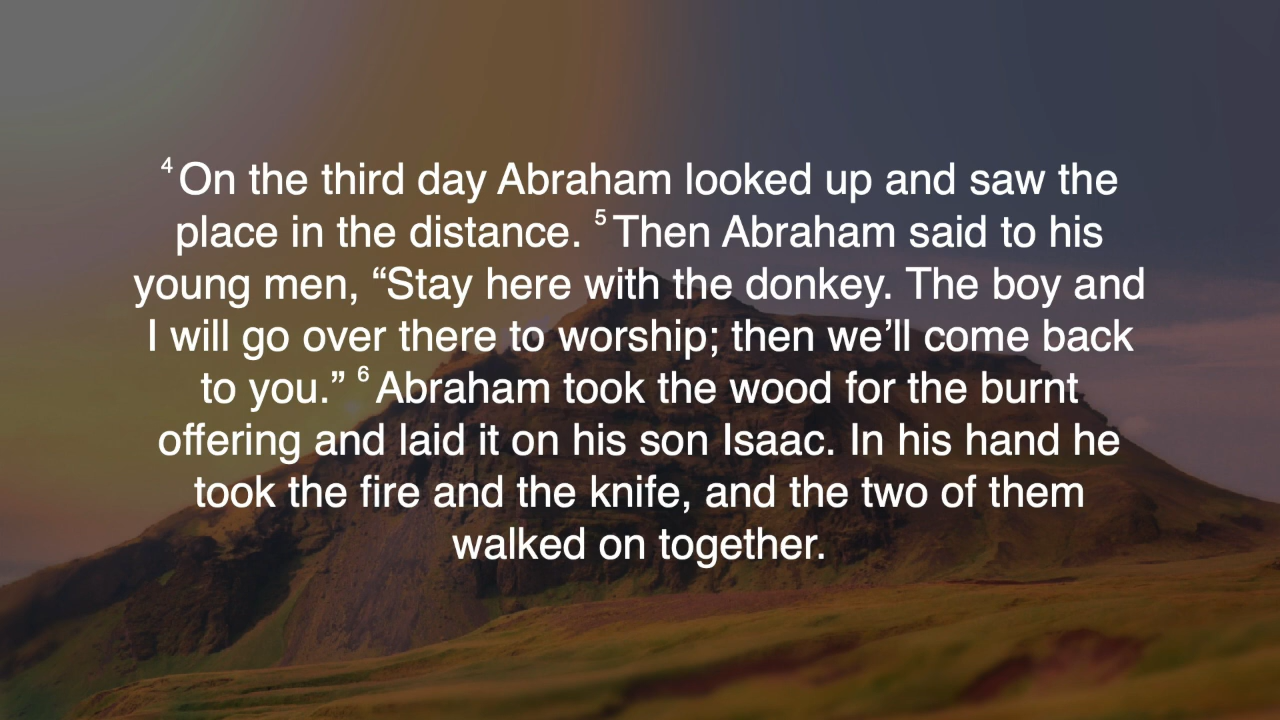 4 On the third day Abraham looked up and saw the
place in the distance. 5 Then Abraham said to his
young men, “Stay here with the donkey. The boy and
I will go over there to worship; then we’ll come back
to you.” 6 Abraham took the wood for the burnt
offering and laid it on his son Isaac. In his hand he
took the fire and the knife, and the two of them
walked on together.